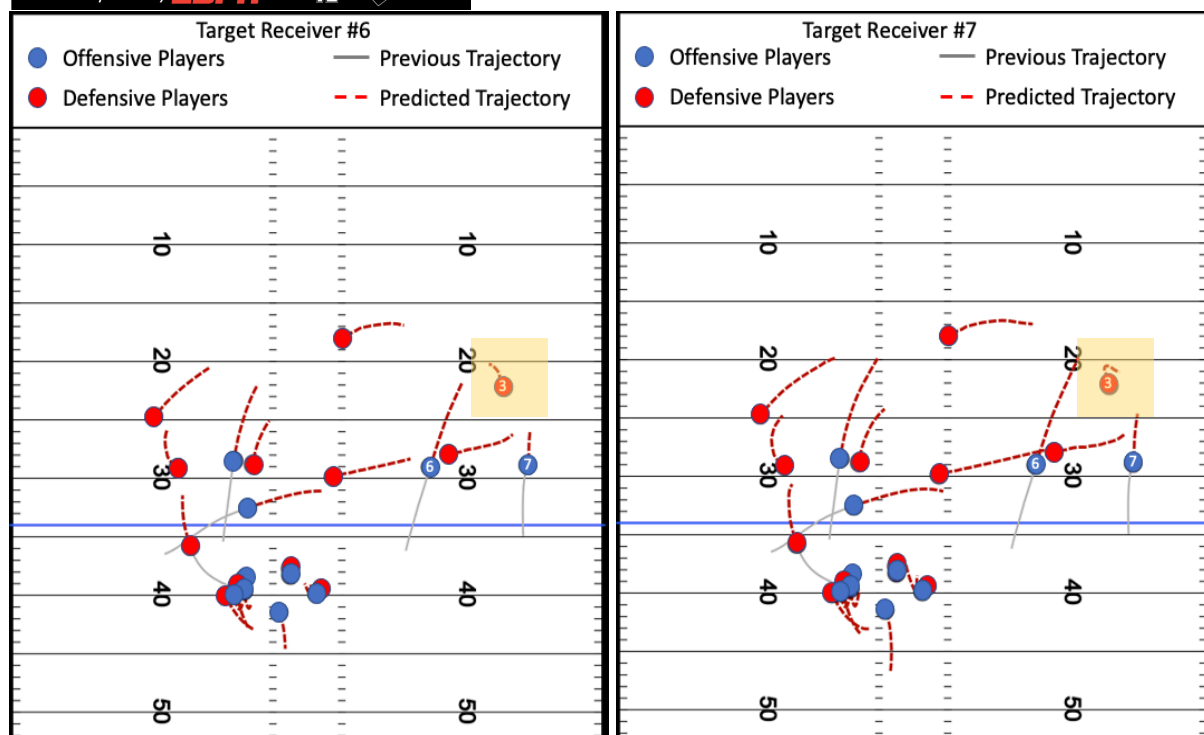 ESPN
Target Receiver #6
Offensive Players
Previous Trajectory
Defensive Players
Predicted Trajectory
10 10
20 20
3
6
7
30 30
40 40
50 50
Target Receiver #7
Offensive Players
Previous Trajectory
Defensive Players
Predicted Trajectory
10 10
20 20
3
6
7
30 30
40 40
50 50